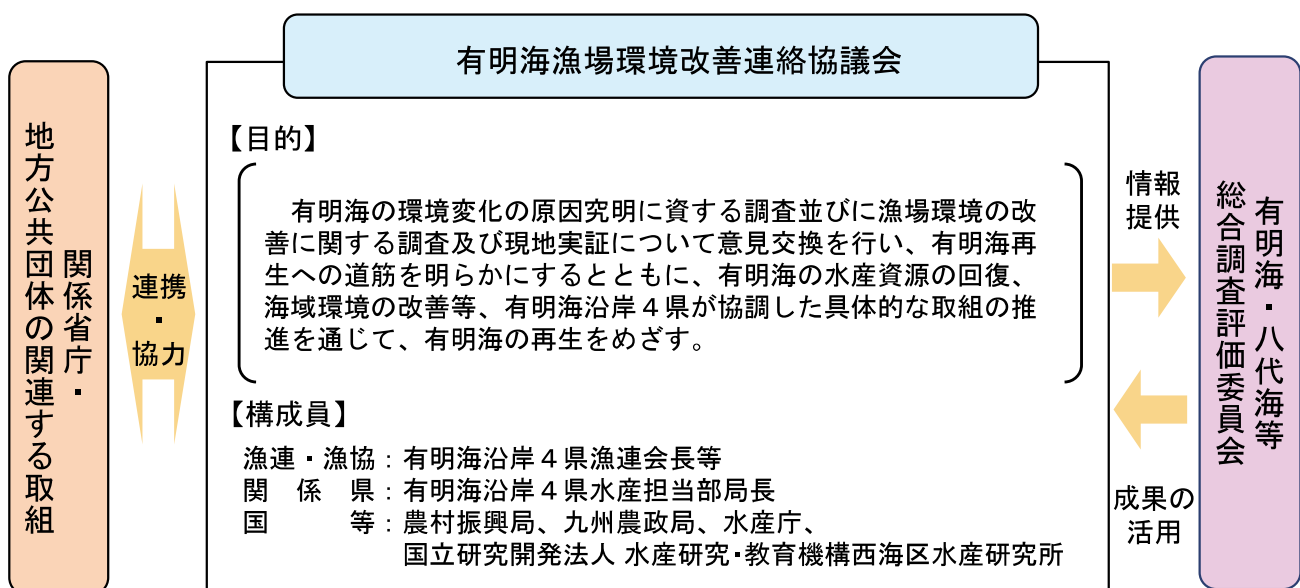 有明海漁場環境改善連絡協議会
関係省庁・
地方公共団体の関連する取組
連携
・
協力
【目的】
有明海の環境変化の原因究明に資する調査並びに漁場環境の改
善に関する調査及び現地実証について意見交換を行い、有明海再
生への道筋を明らかにするとともに、有明海の水産資源の回復、
海域環境の改善等、有明海沿岸４県が協調した具体的な取組の推
進を通じて、有明海の再生をめざす。
【構成員】
漁連・漁協：有明海沿岸４県漁連会長等
関　係　県：有明海沿岸４県水産担当部局長
国　　　等：農村振興局、九州農政局、水産庁、
国立研究開発法人 水産研究・教育機構西海区水産研究所
情報
提供
成果の
活用
有明海・八代海等
総合調査評価委員会